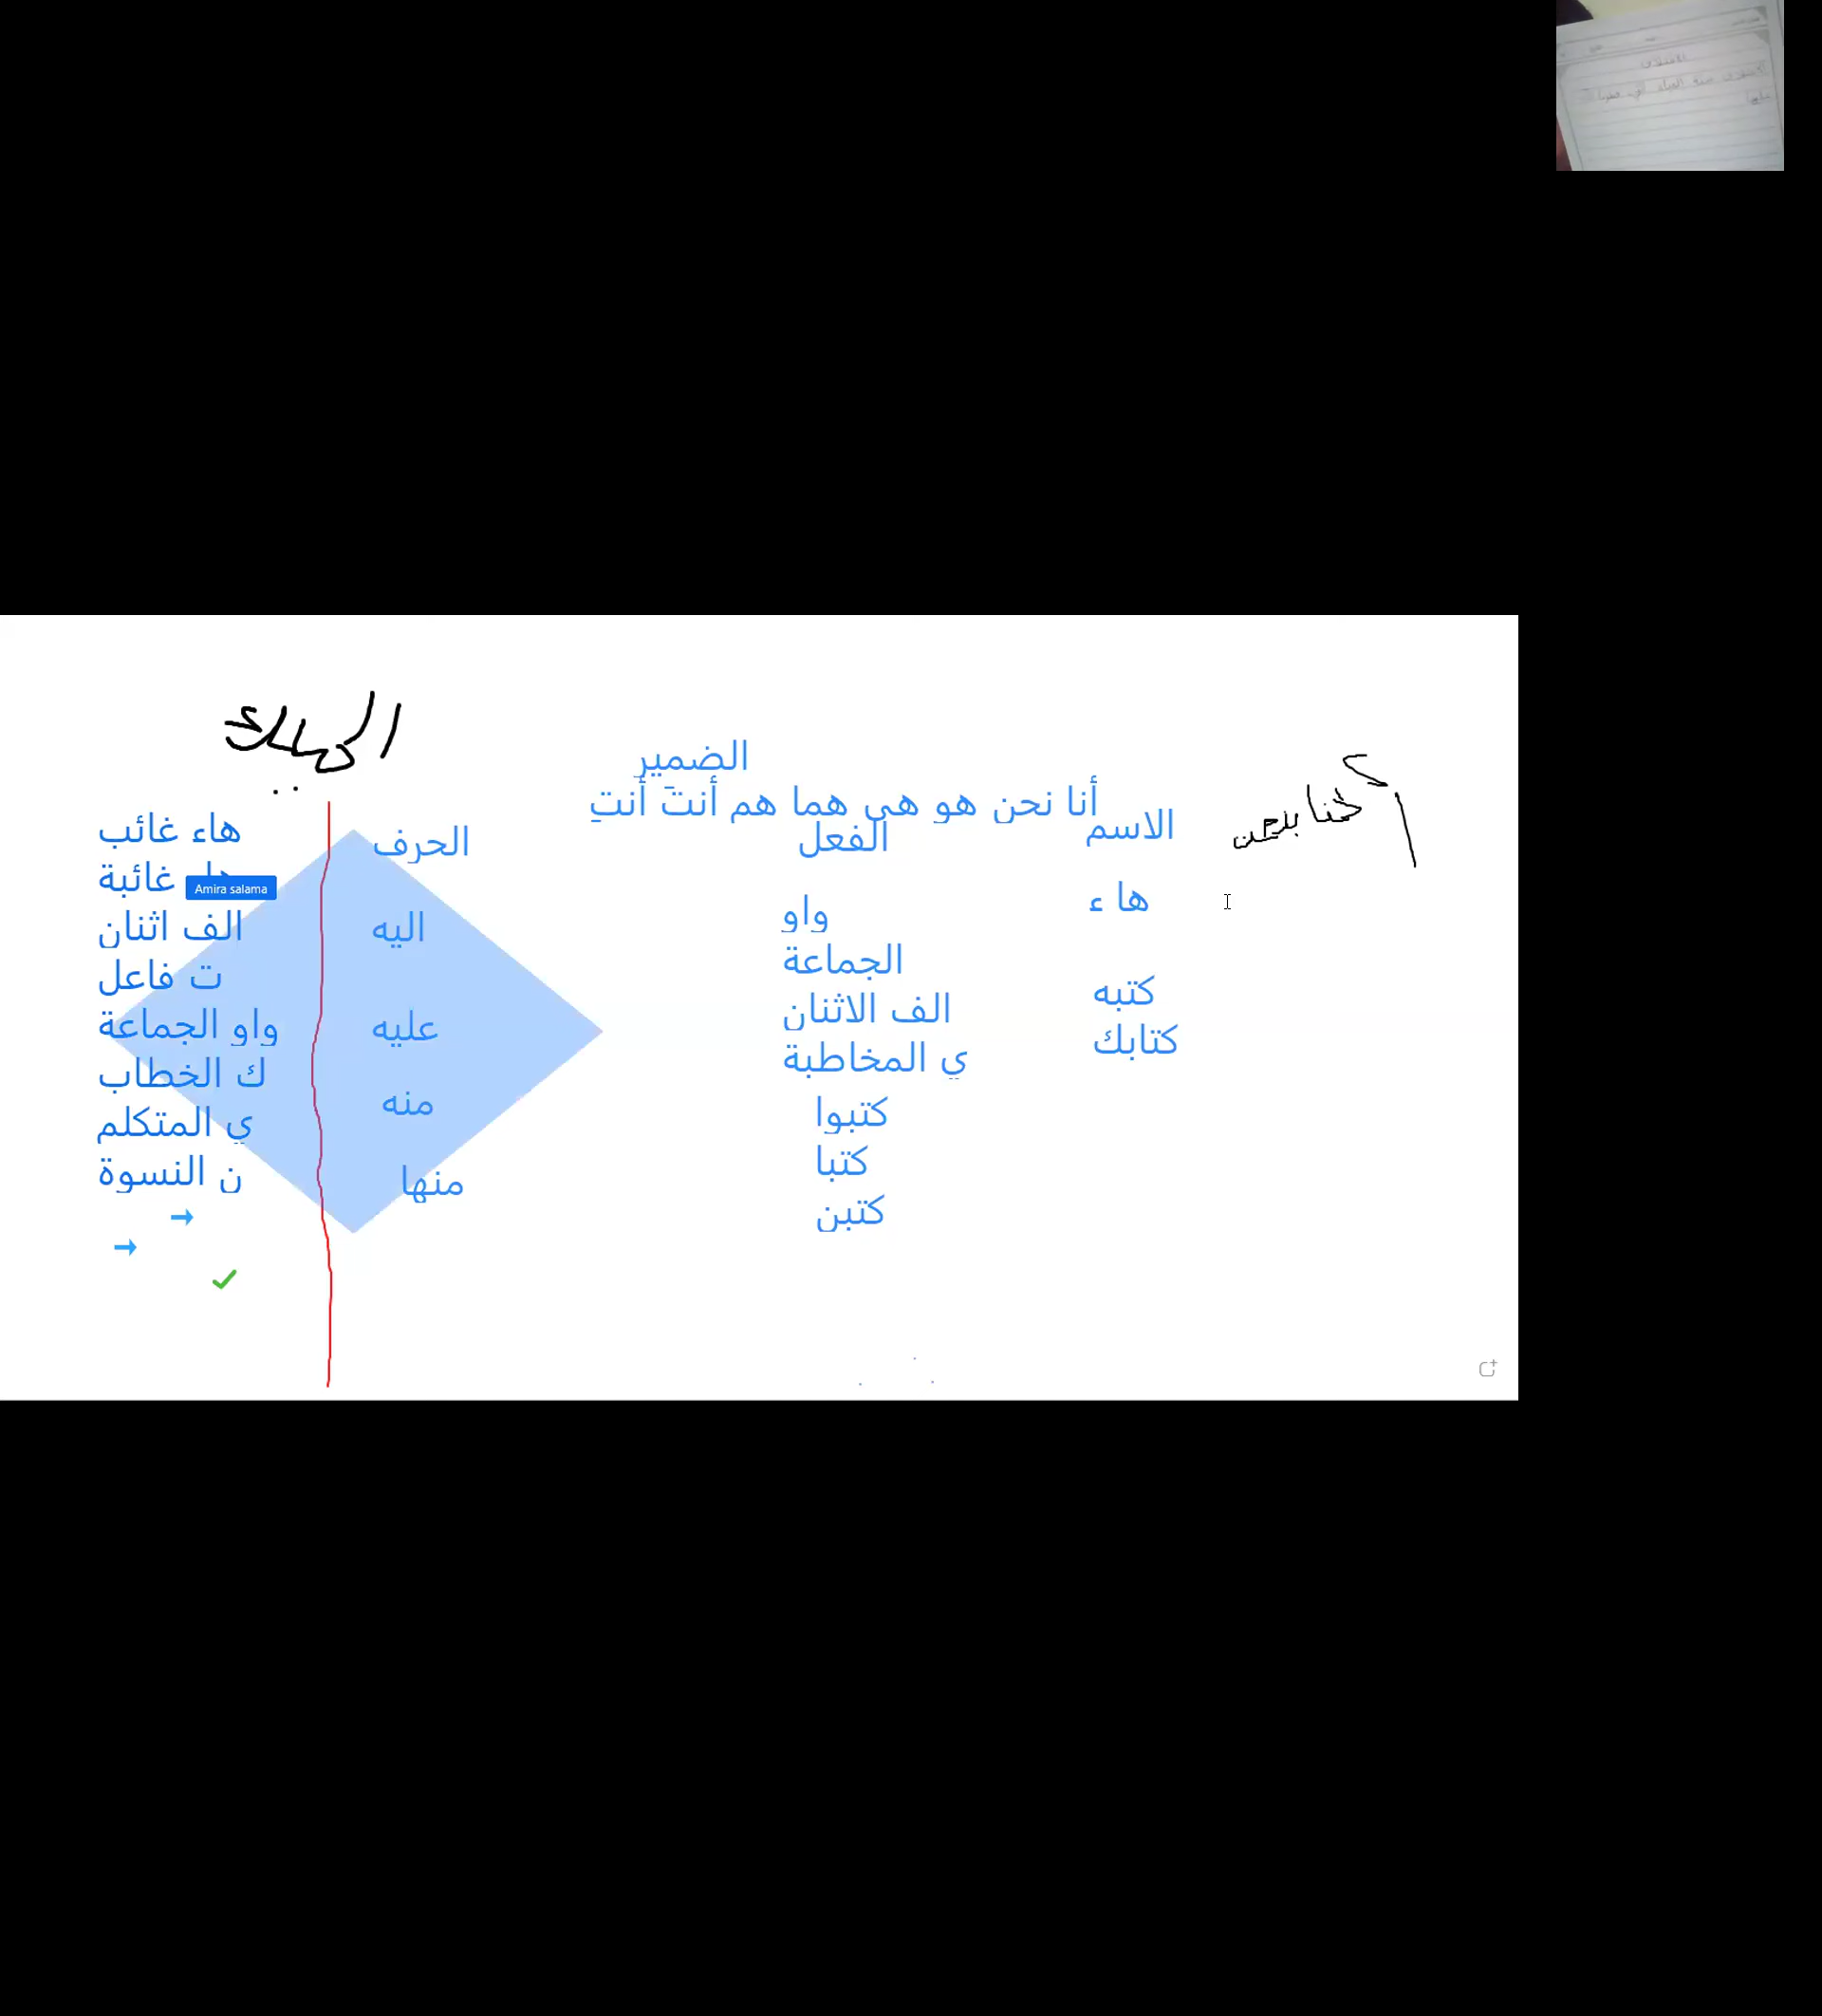 الضمير
أنا نحن هو هي هما هم أنتَ أنتِ
الاسم
ها ء
كتبه
كتابك
الفعل
واو
الجماعة
الف الاثنان
ي المخاطبة
كتبوا
كتبا
كتبن
الحرف
اليه
عليه
منه
منها
هاء غائب
غائبة
Amira salama
الف اثنان
ت فاعل
واو الجماعة
ك الخطاب
ي المتكلم
ن النسوة